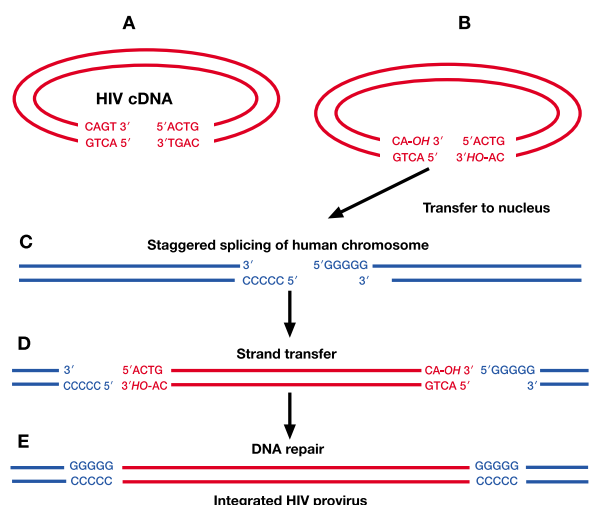 A
B
HIV cDNA
CAGT 3′ 5′ACTG
GTCA 5′ 3′TGAC
CA-OH 3′ 5′ACTG
GTCA 5′ 3′HO-AC
Transfer to nucleus
C
Staggered splicing of human chromosome
3′ 5′GGGGG
CCCCC 5′ 3′
D
Strand transfer
3′ 5′ACTG CA-OH 3′ 5′GGGGG
CCCCC 5′ 3′HO-AC GTCA 5′ 3′
E
DNA repair
GGGGG GGGGG
CCCCC CCCCC
Integrated HIV provirus